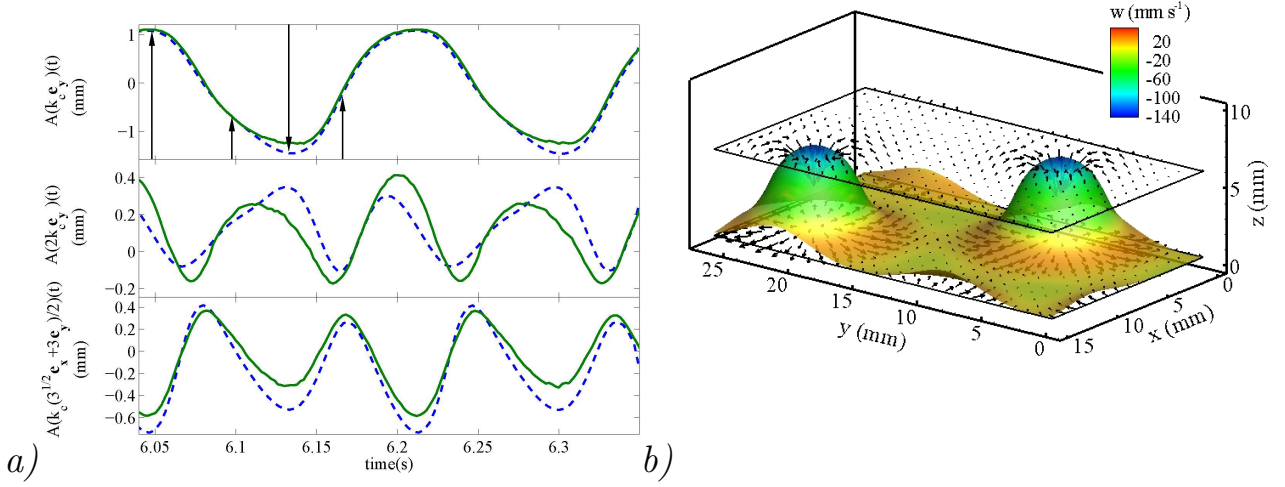 A(k_c e_y)(t)
(mm)
1
0
−1
A(2k_c e_y)(t)
(mm)
0.4
0.2
0
−0.2
A(k_c(3^{1/2}e_x+3e_y)/2)(t)
(mm)
0.4
0.2
0
−0.2
−0.4
−0.6
6.05
6.1
6.15
6.2
6.25
6.3
time(s)
a)
w (mm s^{-1})
20
-20
-60
-100
-140
10
5
0
z (mm)
25
20
15
10
5
0
y (mm)
0
5
10
15
x (mm)
b)